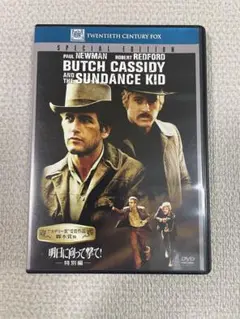 TWENTIETH CENTURY FOX
SPECIAL EDITION
PAUL NEWMAN ROBERT REDFORD
BUTCH CASSIDY
AND THE SUNDANCE KID
明日に向って撃て!
-特別編-
DVD